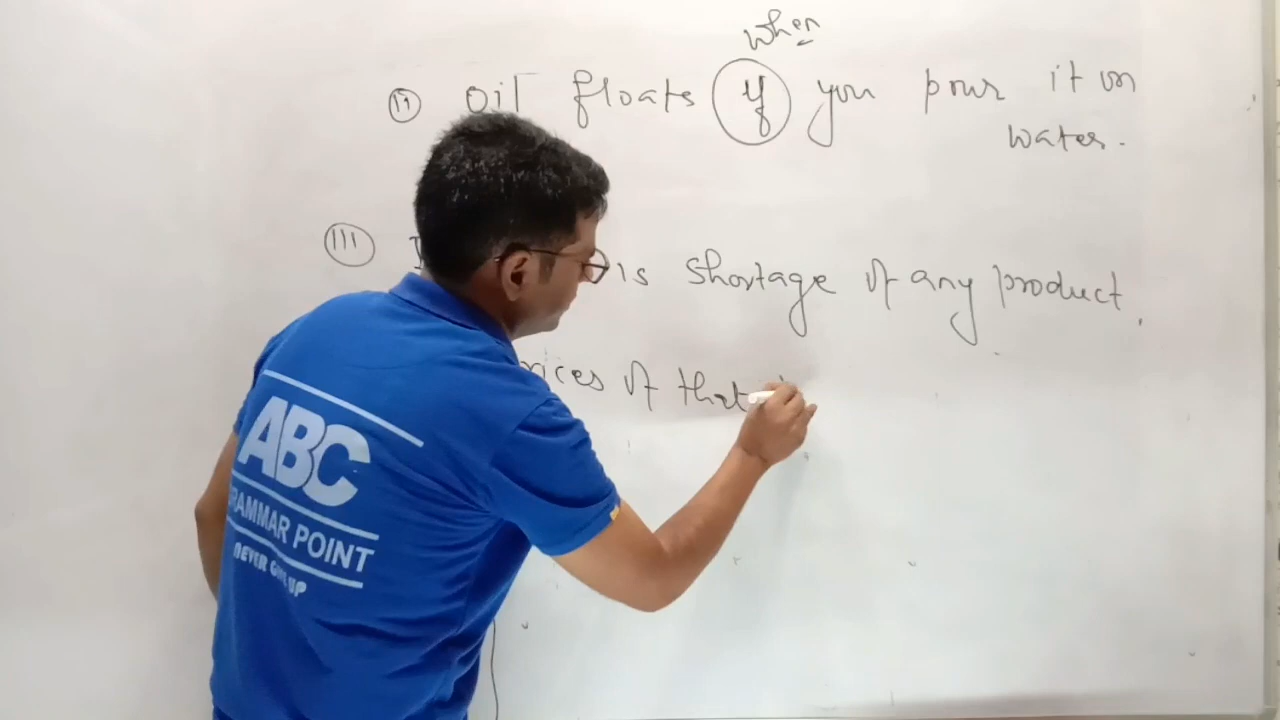 When
(ii) Oil floats if you pour it on
water.
(iii) I is shortage of any product,
rices of that
ABC
GRAMMAR POINT
NEVER GIVE UP